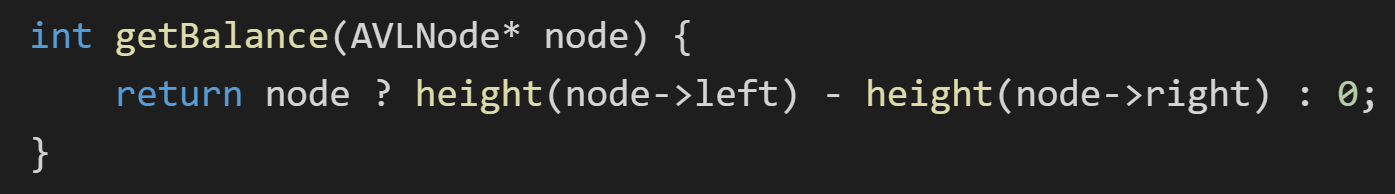 int getBalance(AVLNode* node) {
    return node ? height(node->left) - height(node->right) : 0;
}